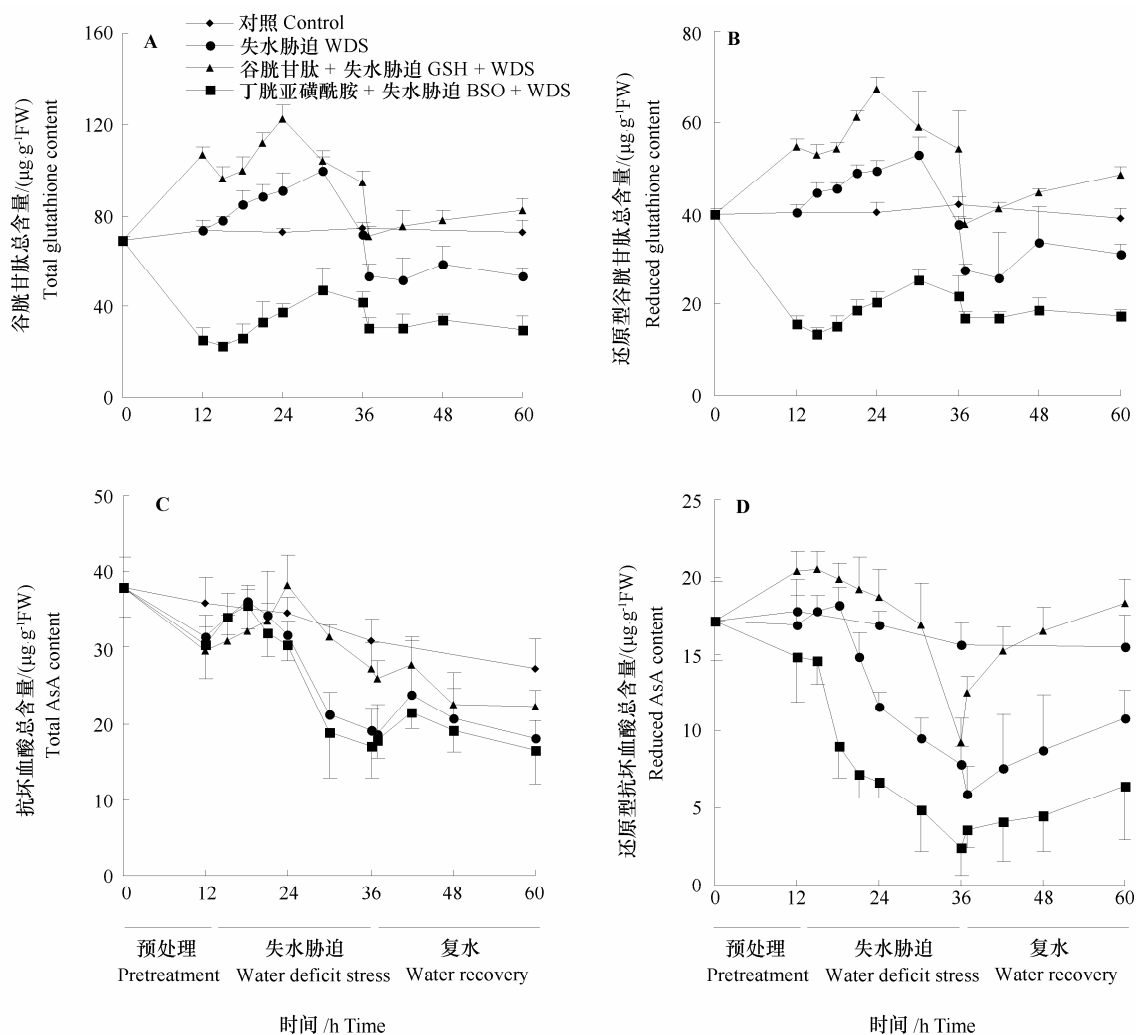 A
对照 Control
失水胁迫 WDS
谷胱甘肽 + 失水胁迫 GSH + WDS
丁胱亚磺酰胺 + 失水胁迫 BSO + WDS
谷胱甘肽总含量/(μg·g⁻¹FW)
Total glutathione content
160
120
80
40
0
0 12 24 36 48 60
B
还原型谷胱甘肽总含量/(μg·g⁻¹FW)
Reduced glutathione content
80
60
40
20
0
0 12 24 36 48 60
C
抗坏血酸总含量/(μg·g⁻¹FW)
Total AsA content
50
40
30
20
10
0
0 12 24 36 48 60
预处理 失水胁迫 复水
Pretreatment Water deficit stress Water recovery
时间 /h Time
D
还原型抗坏血酸总含量/(μg·g⁻¹FW)
Reduced AsA content
25
20
15
10
5
0
0 12 24 36 48 60
预处理 失水胁迫 复水
Pretreatment Water deficit stress Water recovery
时间 /h Time